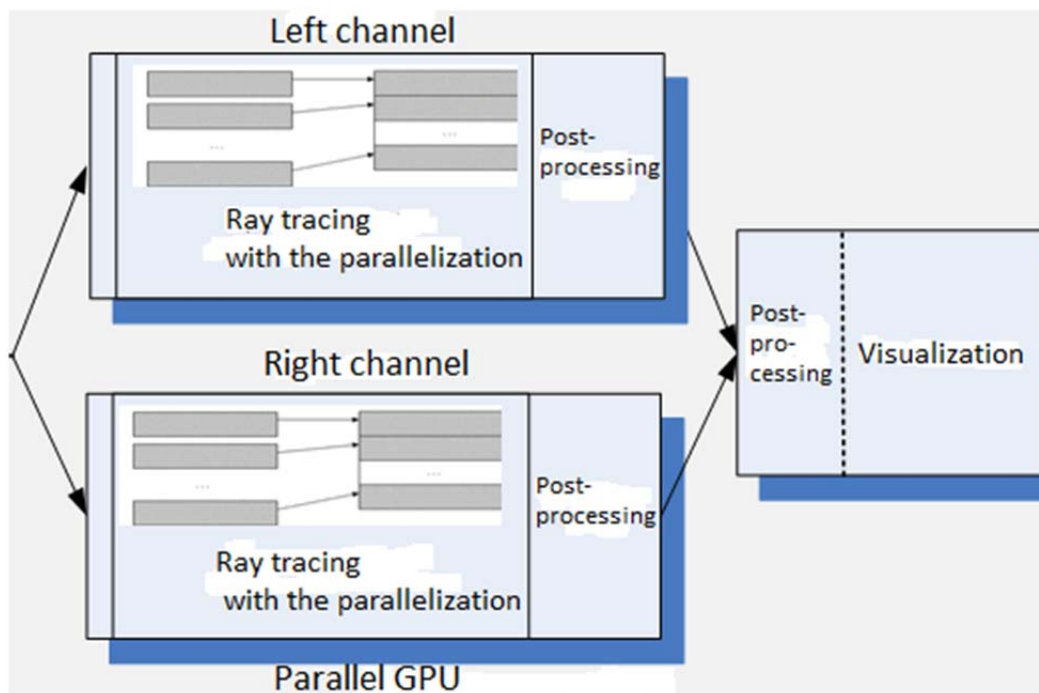 Left channel
...
...
Post-
processing
Ray tracing
with the parallelization
Right channel
...
...
Post-
processing
Ray tracing
with the parallelization
Parallel GPU
Post-
pro-
cessing
Visualization